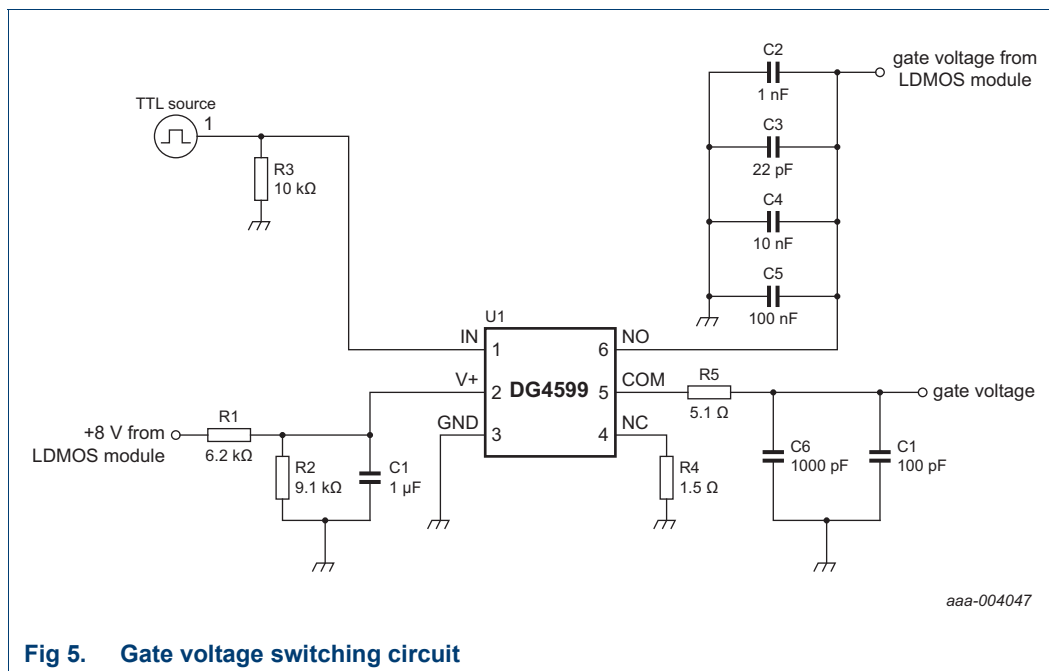 C2
1 nF
gate voltage from
LDMOS module
TTL source
1
C3
22 pF
R3
10 kΩ
C4
10 nF
C5
100 nF
U1
IN
1
6
NO
V+
2
DG4599
5
COM
R5
5.1 Ω
gate voltage
GND
3
4
NC
+8 V from
LDMOS module
R1
6.2 kΩ
R2
9.1 kΩ
C1
1 μF
R4
1.5 Ω
C6
1000 pF
C1
100 pF
aaa-004047
Fig 5. Gate voltage switching circuit